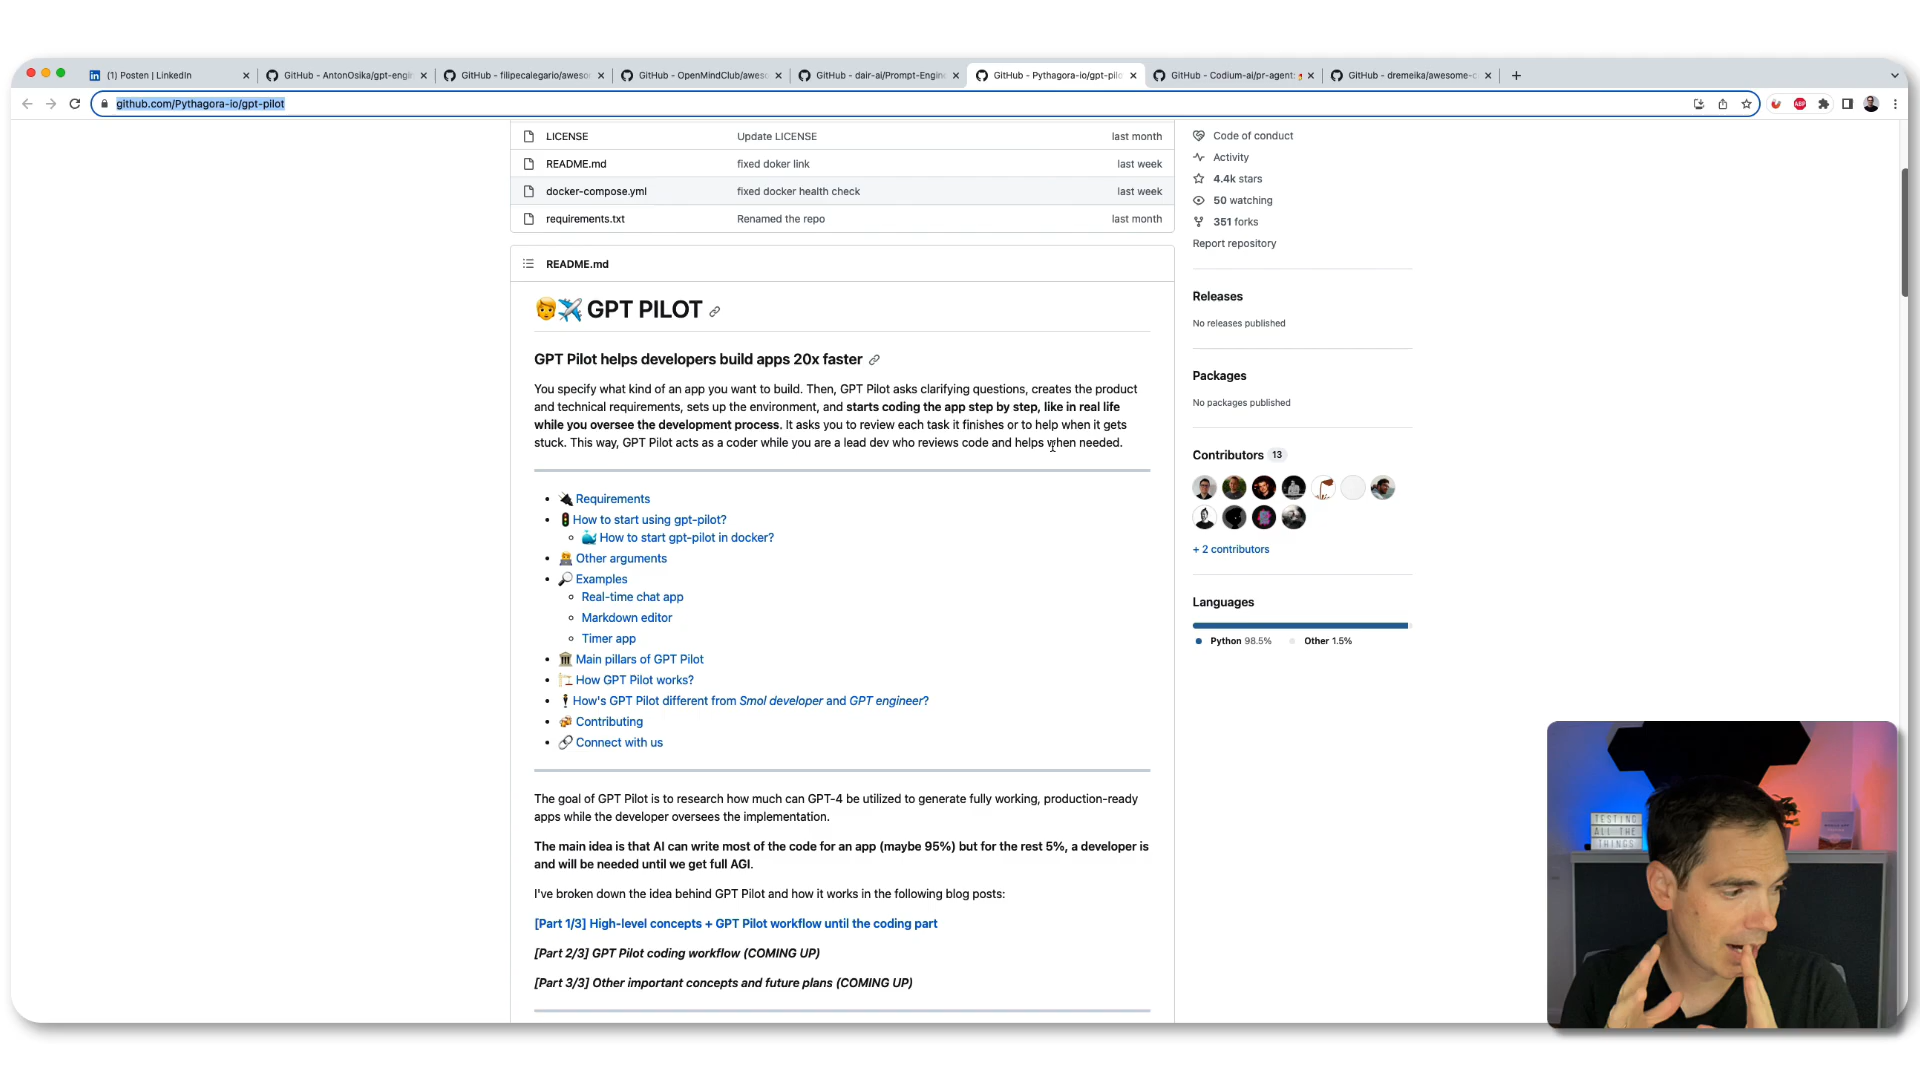 (1) Posten | LinkedIn
GitHub - AntonOsika/gpt-engi
GitHub - filipecalegario/aweso
GitHub - OpenMindClub/awes
GitHub - dair-ai/Prompt-Engin
GitHub - Pythagora-io/gpt-pil
GitHub - Codium-ai/pr-agent:
GitHub - dremeika/awesome-c
github.com/Pythagora-io/gpt-pilot
ABP
LICENSE Update LICENSE last month
README.md fixed doker link last week
docker-compose.yml fixed docker health check last week
requirements.txt Renamed the repo last month
README.md
GPT PILOT
GPT Pilot helps developers build apps 20x faster
You specify what kind of an app you want to build. Then, GPT Pilot asks clarifying questions, creates the product
and technical requirements, sets up the environment, and starts coding the app step by step, like in real life
while you oversee the development process. It asks you to review each task it finishes or to help when it gets
stuck. This way, GPT Pilot acts as a coder while you are a lead dev who reviews code and helps when needed.
Requirements
How to start using gpt-pilot?
How to start gpt-pilot in docker?
Other arguments
Examples
Real-time chat app
Markdown editor
Timer app
Main pillars of GPT Pilot
How GPT Pilot works?
How's GPT Pilot different from Smol developer and GPT engineer?
Contributing
Connect with us
The goal of GPT Pilot is to research how much can GPT-4 be utilized to generate fully working, production-ready
apps while the developer oversees the implementation.
The main idea is that AI can write most of the code for an app (maybe 95%) but for the rest 5%, a developer is
and will be needed until we get full AGI.
I've broken down the idea behind GPT Pilot and how it works in the following blog posts:
[Part 1/3] High-level concepts + GPT Pilot workflow until the coding part
[Part 2/3] GPT Pilot coding workflow (COMING UP)
[Part 3/3] Other important concepts and future plans (COMING UP)
Code of conduct
Activity
4.4k stars
50 watching
351 forks
Report repository
Releases
No releases published
Packages
No packages published
Contributors 13
+ 2 contributors
Languages
Python 98.5% Other 1.5%
TESTING
ALL THE
THINGS